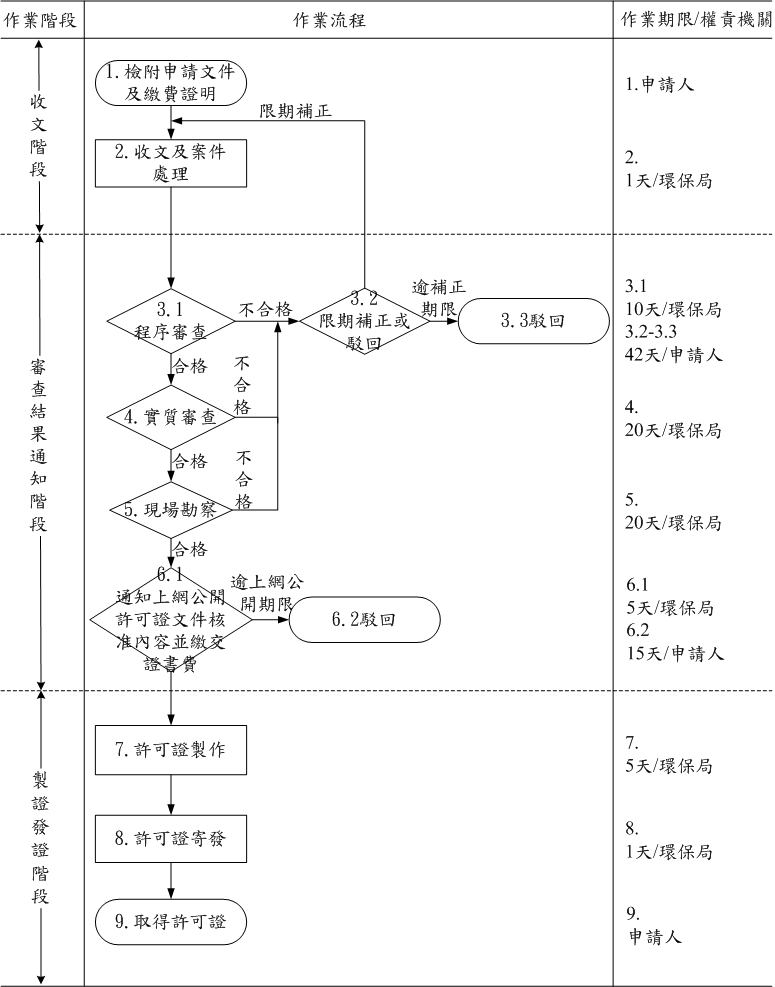 作業階段
作業流程
作業期限/權責機關
收文階段
1.檢附申請文件
及繳費證明
1.申請人
限期補正
2.收文及案件
處理
2.
1天/環保局
審查結果通知階段
3.1
程序審查
不合格
3.2
限期補正或
駁回
逾補正
期限
3.3駁回
3.1
10天/環保局
3.2-3.3
42天/申請人
合格
不合格
4.實質審查
4.
20天/環保局
合格
不合格
5.現場勘察
5.
20天/環保局
合格
6.1
通知上網公開
許可證文件核
准內容並繳交
證書費
逾上網公
開期限
6.2駁回
6.1
5天/環保局
6.2
15天/申請人
製證發證階段
7.許可證製作
7.
5天/環保局
8.許可證寄發
8.
1天/環保局
9.取得許可證
9.
申請人